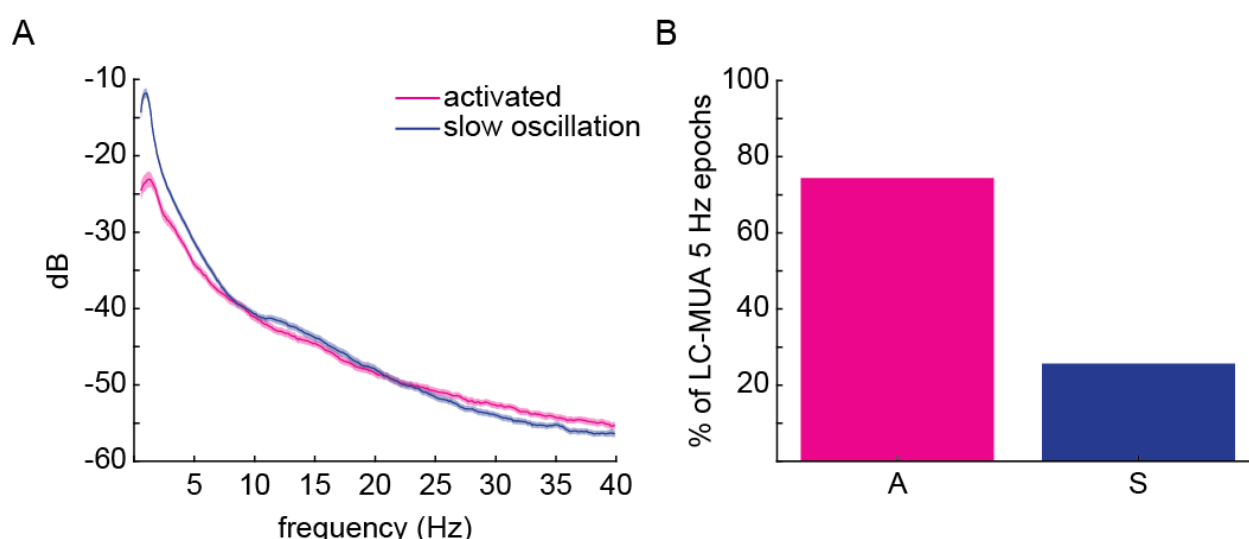 A
dB
-10
-20
-30
-40
-50
-60
activated
slow oscillation
5 10 15 20 25 30 35 40
frequency (Hz)
B
% of LC-MUA 5 Hz epochs
100
80
60
40
20
A S